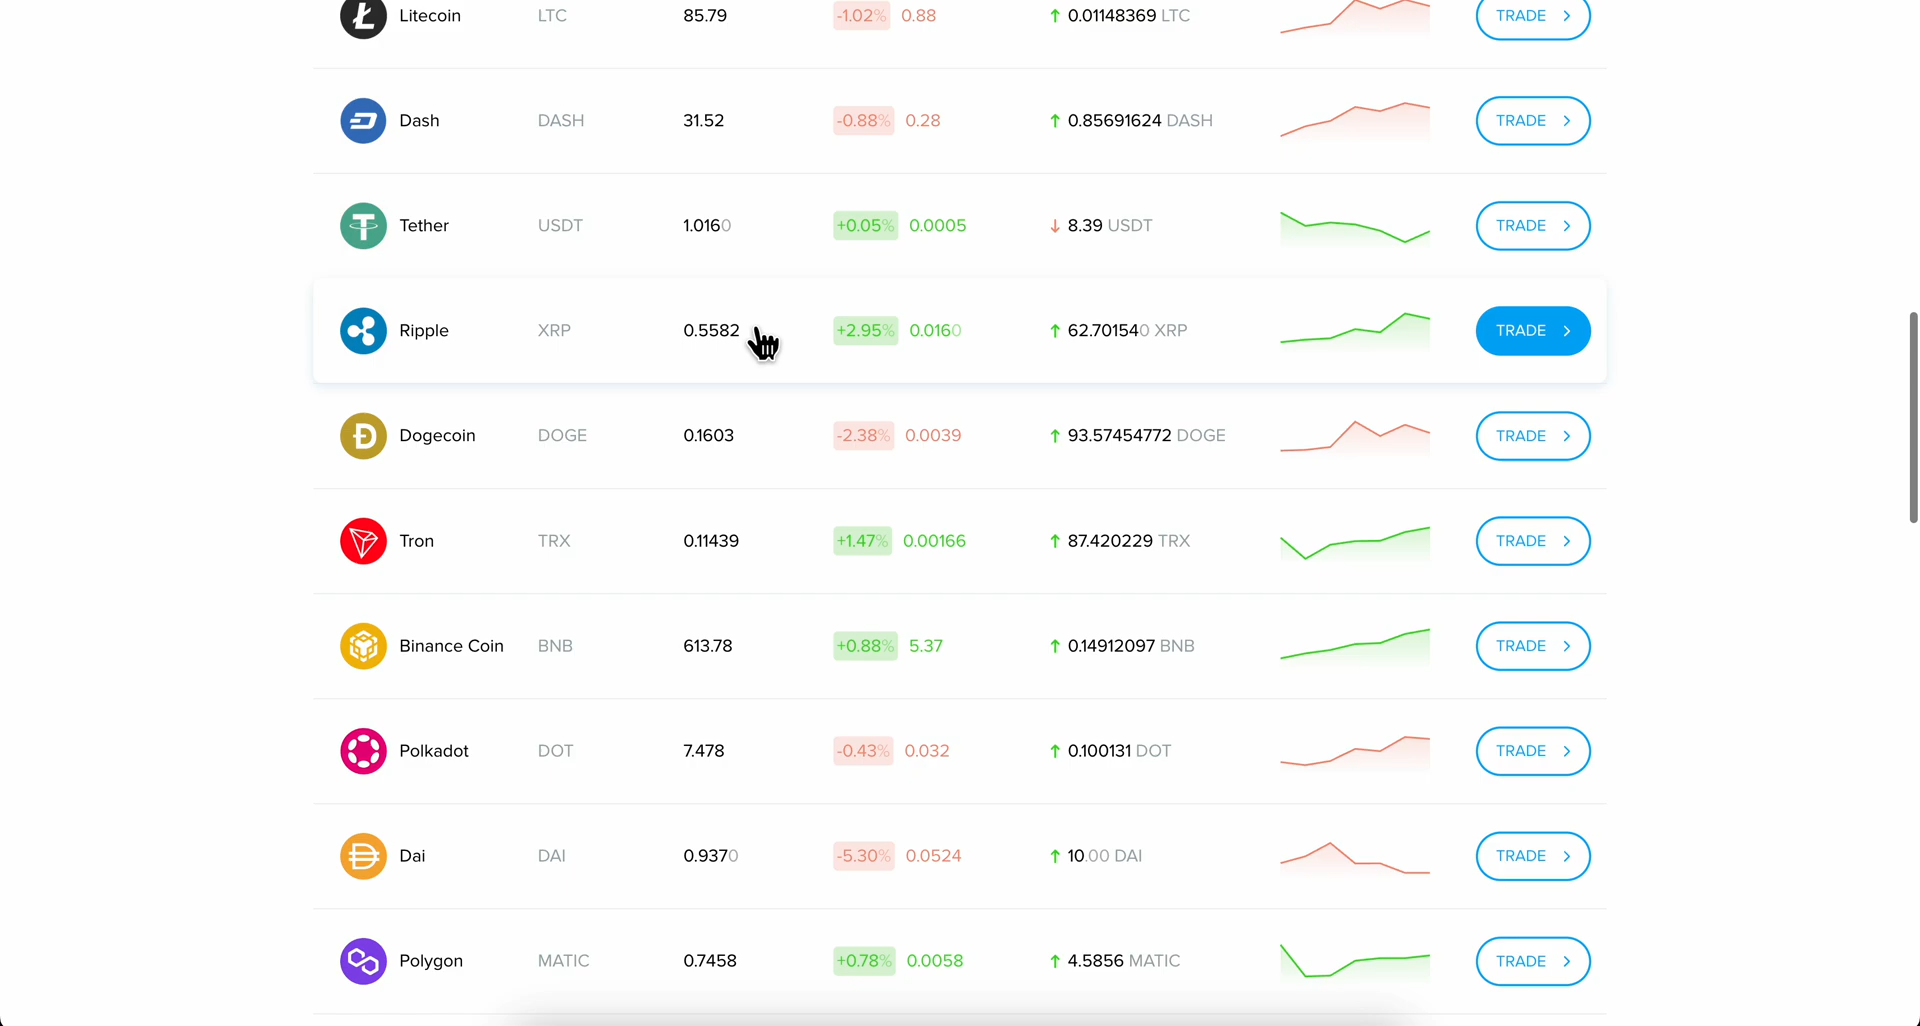 Litecoin LTC 85.79 -1.02% 0.88 ↑ 0.01148369 LTC TRADE >
Dash DASH 31.52 -0.88% 0.28 ↑ 0.85691624 DASH TRADE >
Tether USDT 1.0160 +0.05% 0.0005 ↓ 8.39 USDT TRADE >
Ripple XRP 0.5582 +2.95% 0.0160 ↑ 62.701540 XRP TRADE >
Dogecoin DOGE 0.1603 -2.38% 0.0039 ↑ 93.57454772 DOGE TRADE >
Tron TRX 0.11439 +1.47% 0.00166 ↑ 87.420229 TRX TRADE >
Binance Coin BNB 613.78 +0.88% 5.37 ↑ 0.14912097 BNB TRADE >
Polkadot DOT 7.478 -0.43% 0.032 ↑ 0.100131 DOT TRADE >
Dai DAI 0.9370 -5.30% 0.0524 ↑ 10.00 DAI TRADE >
Polygon MATIC 0.7458 +0.78% 0.0058 ↑ 4.5856 MATIC TRADE >